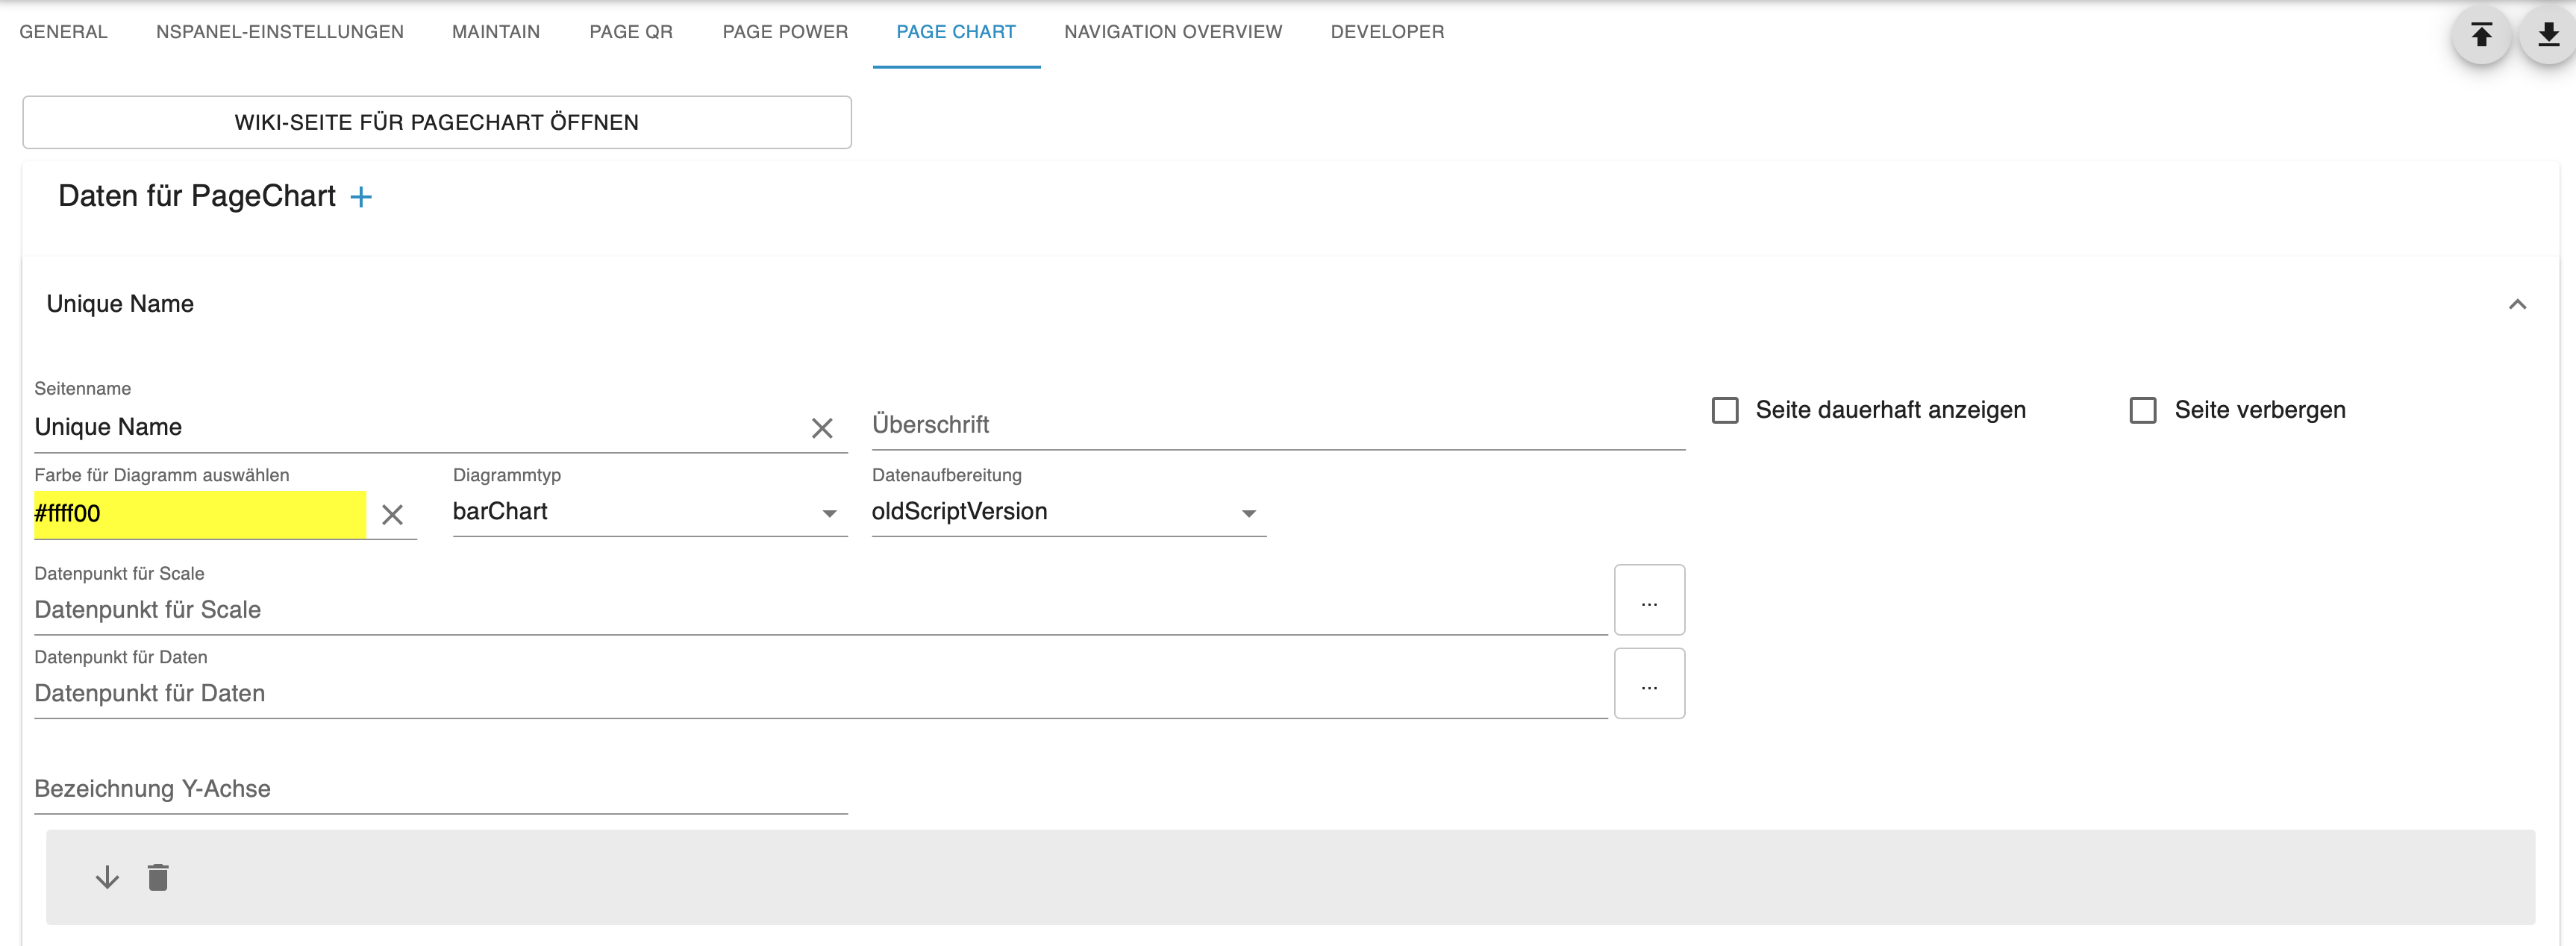 GENERAL NSPANEL-EINSTELLUNGEN MAINTAIN PAGE QR PAGE POWER PAGE CHART NAVIGATION OVERVIEW DEVELOPER
WIKI-SEITE FÜR PAGECHART ÖFFNEN
Daten für PageChart +
Unique Name
Seitenname
Unique Name
Überschrift
Seite dauerhaft anzeigen
Seite verbergen
Farbe für Diagramm auswählen
#ffff00
Diagrammtyp
barChart
Datenaufbereitung
oldScriptVersion
Datenpunkt für Scale
Datenpunkt für Scale
...
Datenpunkt für Daten
Datenpunkt für Daten
...
Bezeichnung Y-Achse